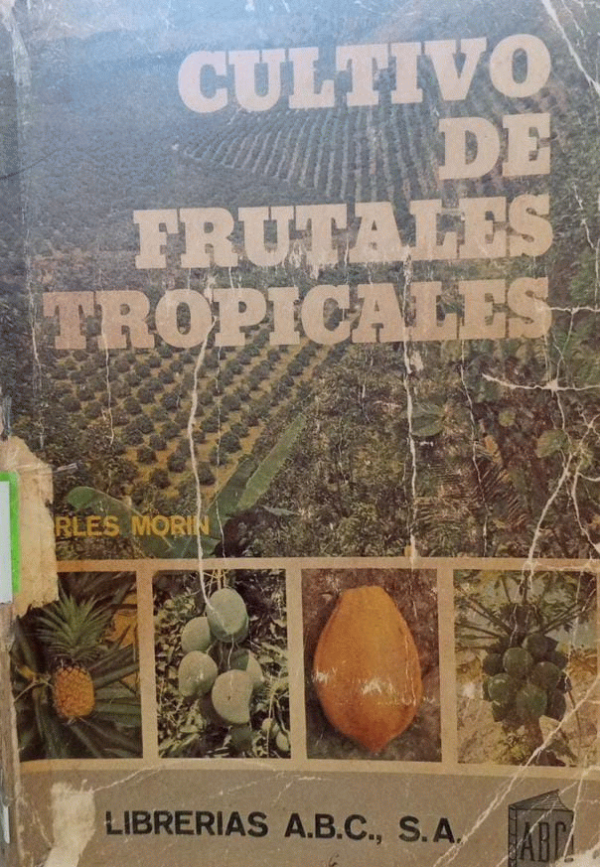 CULTIVO
DE
FRUTALES
TROPICALES
RLES MORIN
LIBRERIAS A.B.C., S.A.
ABC